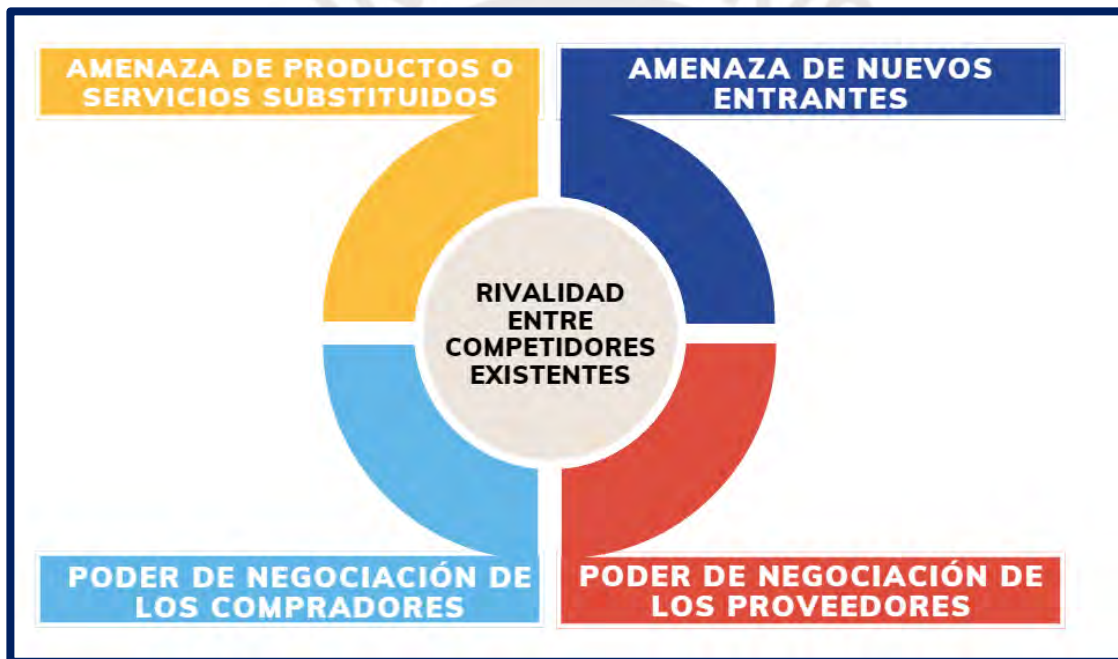 AMENAZA DE PRODUCTOS O
SERVICIOS SUBSTITUIDOS
AMENAZA DE NUEVOS
ENTRANTES
RIVALIDAD
ENTRE
COMPETIDORES
EXISTENTES
PODER DE NEGOCIACIÓN DE
LOS COMPRADORES
PODER DE NEGOCIACIÓN DE
LOS PROVEEDORES